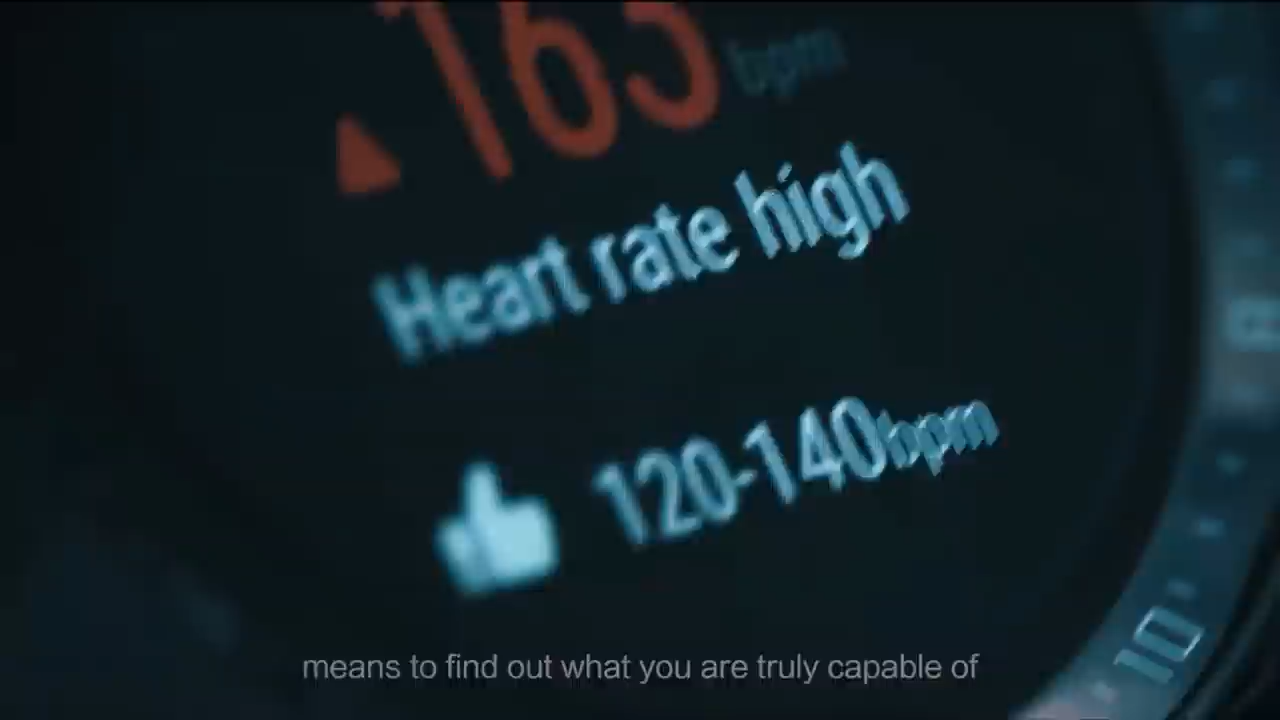 165 bpm
Heart rate high
120-140bpm
10
means to find out what you are truly capable of